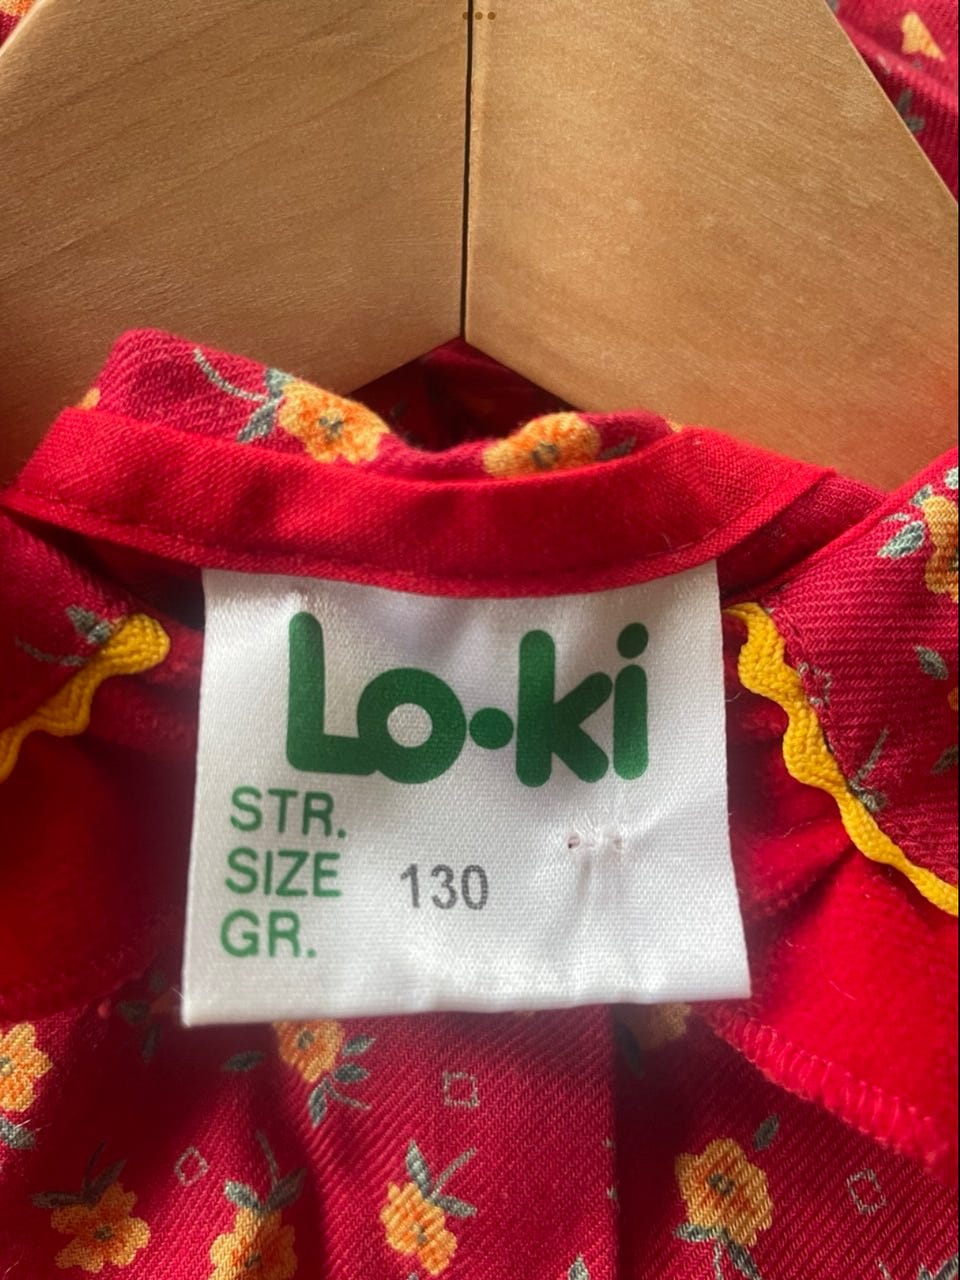 Lo·ki
STR.
SIZE 130
GR.